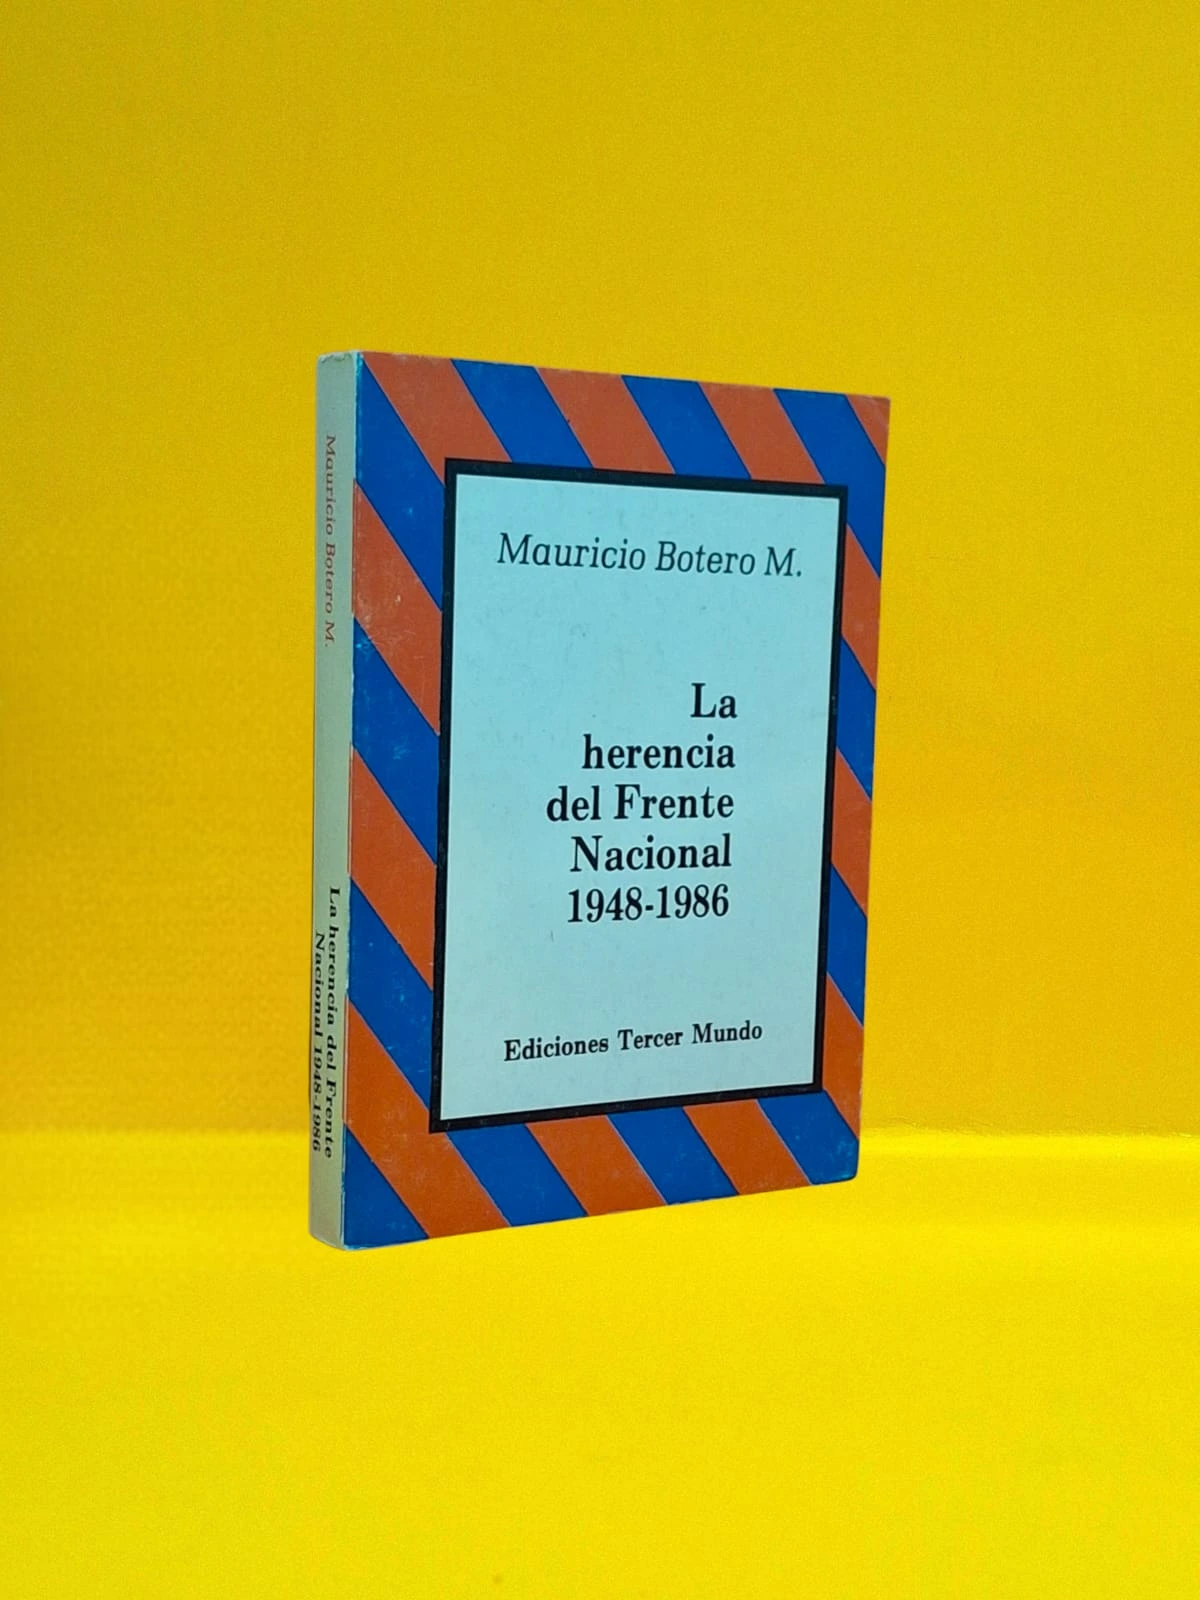 Mauricio Botero M.
La
herencia
del Frente
Nacional
1948-1986
Ediciones Tercer Mundo
Mauricio Botero M.
La herencia del Frente
Nacional 1948-1986